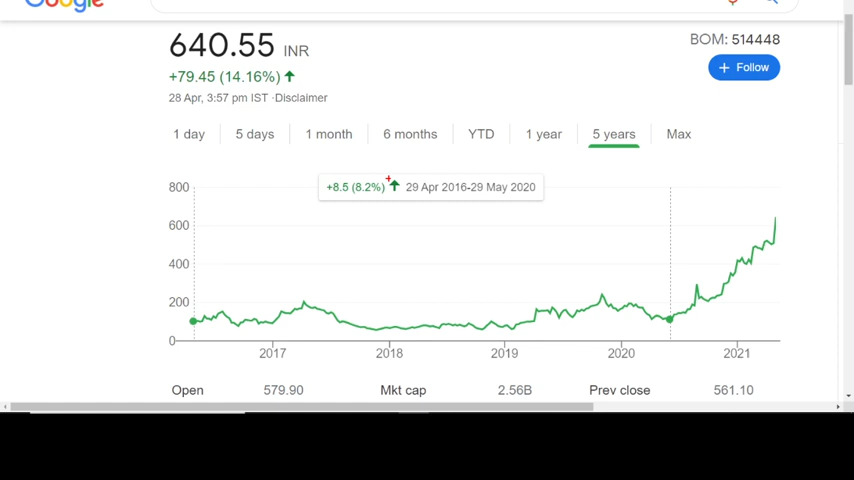 Google
640.55 INR
BOM: 514448
+79.45 (14.16%)
Follow
28 Apr, 3:57 pm IST ·Disclaimer
1 day 5 days 1 month 6 months YTD 1 year 5 years Max
+8.5 (8.2%) 29 Apr 2016-29 May 2020
800
600
400
200
0
2017 2018 2019 2020 2021
Open 579.90 Mkt cap 2.56B Prev close 561.10